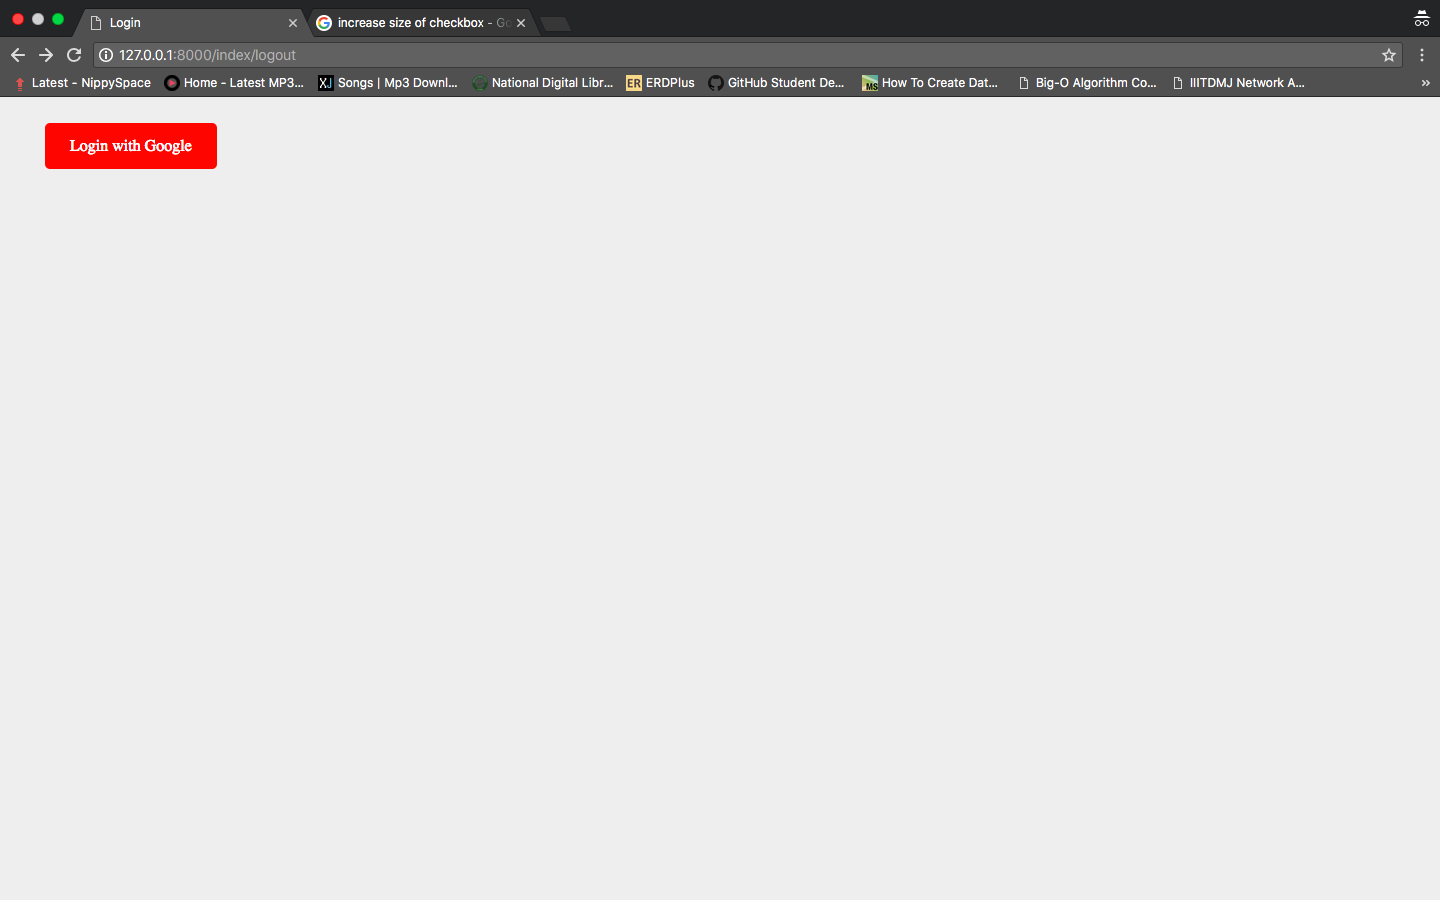 Login
increase size of checkbox - Go
127.0.0.1:8000/index/logout
Latest - NippySpace
Home - Latest MP3...
XJ Songs | Mp3 Downl...
National Digital Libr...
ER ERDPlus
GitHub Student De...
MS How To Create Dat...
Big-O Algorithm Co...
IIITDMJ Network A...
»
Login with Google